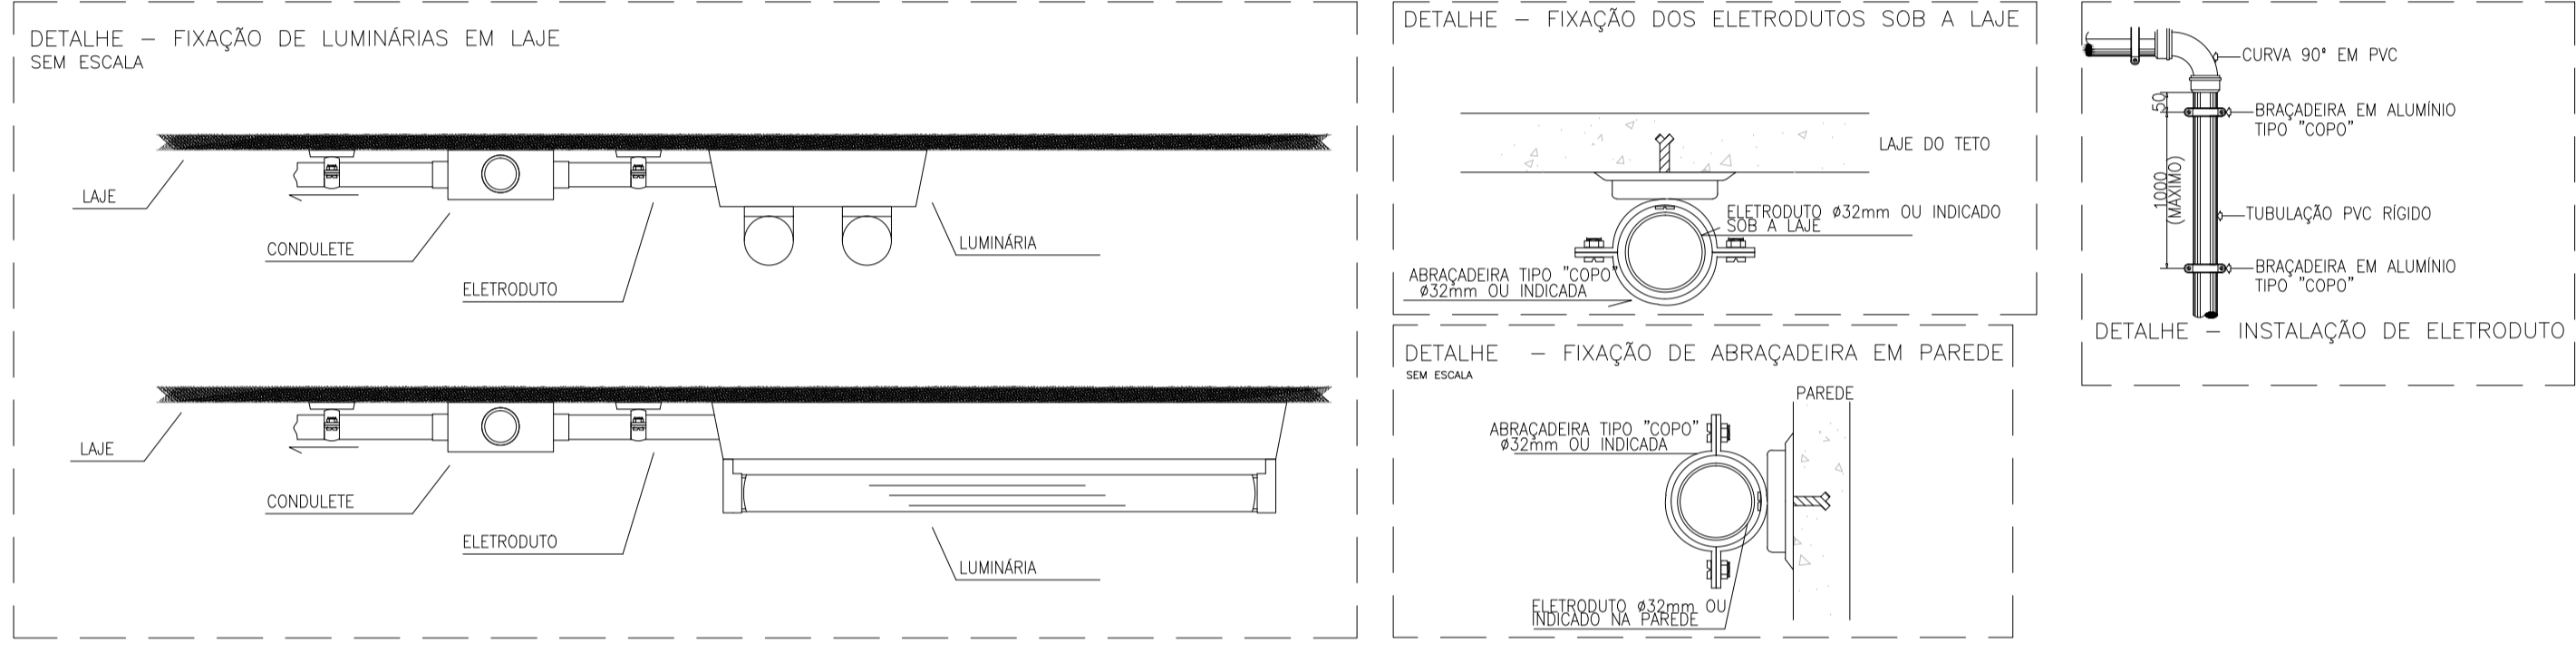 DETALHE - FIXAÇÃO DE LUMINÁRIAS EM LAJE
SEM ESCALA
LAJE
CONDULETE
ELETRODUTO
LUMINÁRIA
LAJE
CONDULETE
ELETRODUTO
LUMINÁRIA
DETALHE - FIXAÇÃO DOS ELETRODUTOS SOB A LAJE
LAJE DO TETO
ELETRODUTO ø32mm OU INDICADO
SOB A LAJE
ABRAÇADEIRA TIPO "COPO"
ø32mm OU INDICADA
DETALHE - FIXAÇÃO DE ABRAÇADEIRA EM PAREDE
SEM ESCALA
PAREDE
ABRAÇADEIRA TIPO "COPO"
ø32mm OU INDICADA
ELETRODUTO ø32mm OU
INDICADO NA PAREDE
CURVA 90° EM PVC
50
BRAÇADEIRA EM ALUMÍNIO
TIPO "COPO"
1000
(MÁXIMO)
TUBULAÇÃO PVC RÍGIDO
BRAÇADEIRA EM ALUMÍNIO
TIPO "COPO"
DETALHE - INSTALAÇÃO DE ELETRODUTO